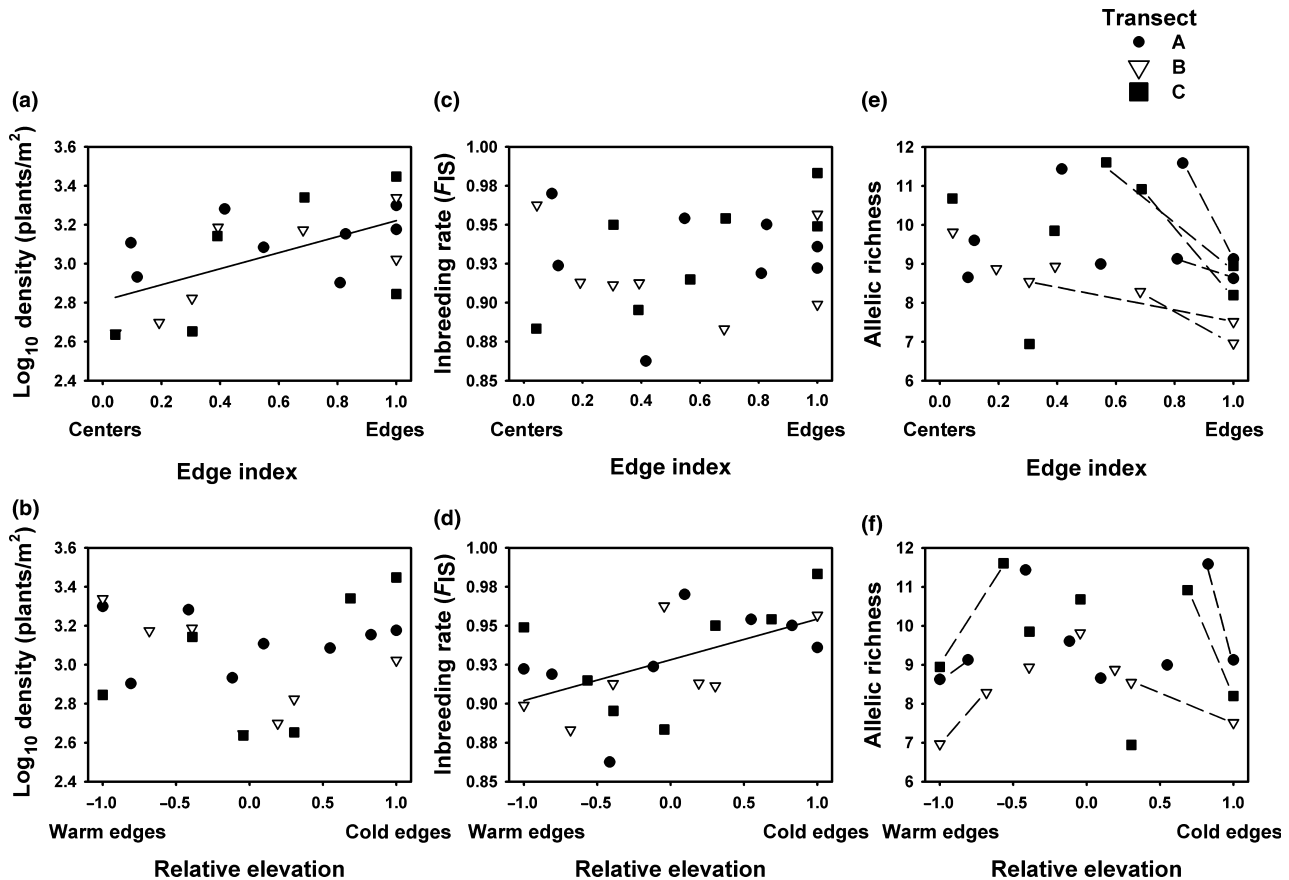 Transect
A
B
C
(a)
Log10 density (plants/m2)
3.6
3.4
3.2
3.0
2.8
2.6
2.4
0.0 0.2 0.4 0.6 0.8 1.0
Centers Edges
Edge index
(c)
Inbreeding rate (FIS)
1.00
0.98
0.95
0.93
0.90
0.88
0.85
0.0 0.2 0.4 0.6 0.8 1.0
Centers Edges
Edge index
(e)
Allelic richness
12
11
10
9
8
7
6
0.0 0.2 0.4 0.6 0.8 1.0
Centers Edges
Edge index
(b)
Log10 density (plants/m2)
3.6
3.4
3.2
3.0
2.8
2.6
2.4
−1.0 −0.5 0.0 0.5 1.0
Warm edges Cold edges
Relative elevation
(d)
Inbreeding rate (FIS)
1.00
0.98
0.95
0.93
0.90
0.88
0.85
−1.0 −0.5 0.0 0.5 1.0
Warm edges Cold edges
Relative elevation
(f)
Allelic richness
12
11
10
9
8
7
6
−1.0 −0.5 0.0 0.5 1.0
Warm edges Cold edges
Relative elevation